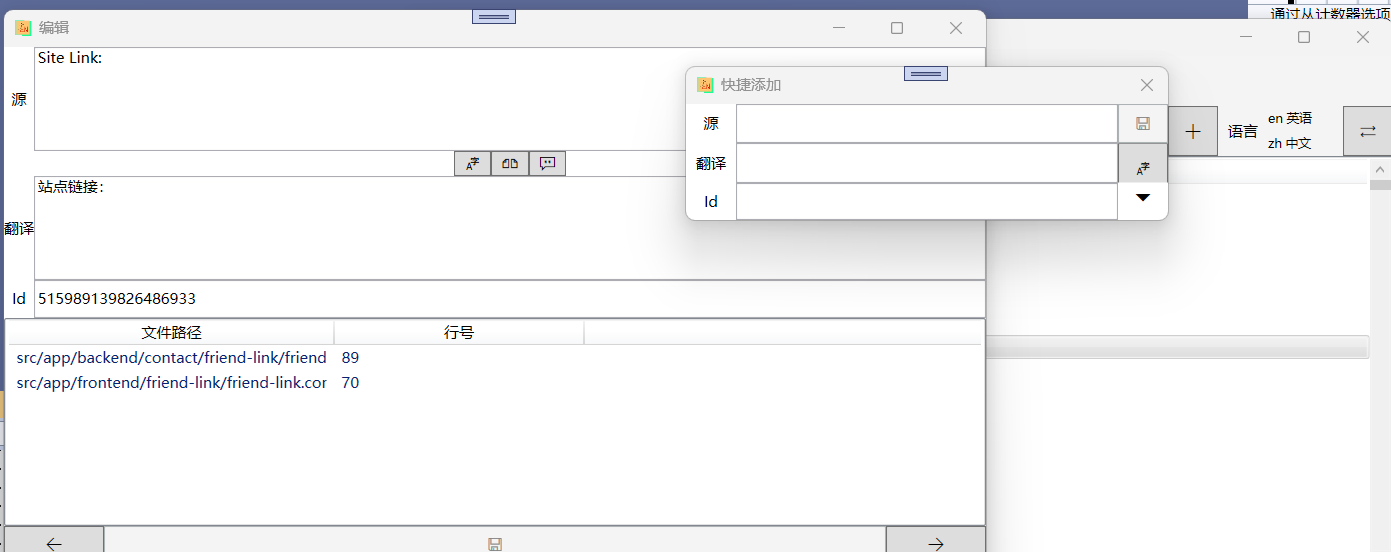 通过从计数器选项
编辑
源
Site Link:
翻译
站点链接：
Id
515989139826486933
文件路径 行号
src/app/backend/contact/friend-link/friend 89
src/app/frontend/friend-link/friend-link.cor 70
快捷添加
源
翻译
Id
语言
en 英语
zh 中文